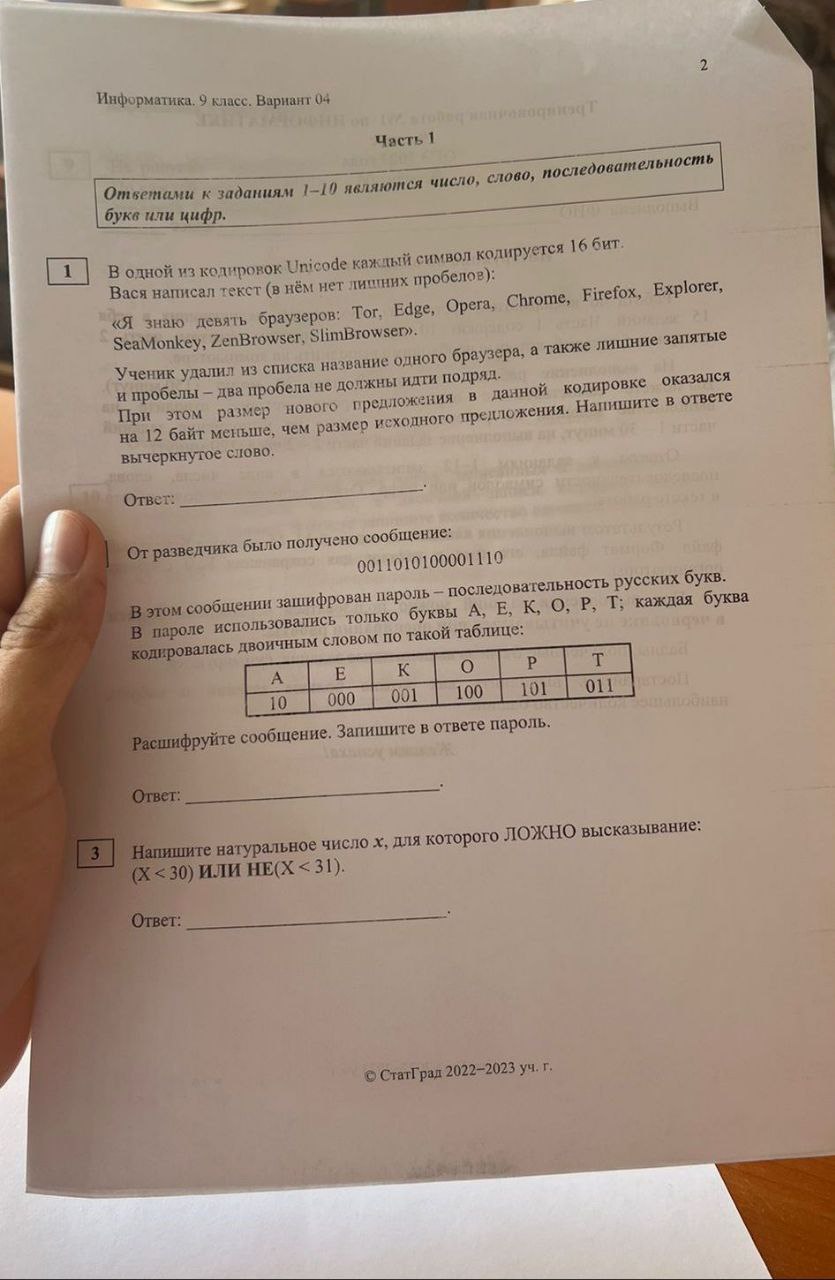 2
Информатика. 9 класс. Вариант 04
Часть 1
Ответами к заданиям 1–10 являются число, слово, последовательность
букв или цифр.
1
В одной из кодировок Unicode каждый символ кодируется 16 бит.
Вася написал текст (в нём нет лишних пробелов):
«Я знаю девять браузеров: Tor, Edge, Opera, Chrome, Firefox, Explorer,
SeaMonkey, ZenBrowser, SlimBrowser».
Ученик удалил из списка название одного браузера, а также лишние запятые
и пробелы – два пробела не должны идти подряд.
При этом размер нового предложения в данной кодировке оказался
на 12 байт меньше, чем размер исходного предложения. Напишите в ответе
вычеркнутое слово.
Ответ: ______________________.
От разведчика было получено сообщение:
0011010100001110
В этом сообщении зашифрован пароль – последовательность русских букв.
В пароле использовались только буквы А, Е, К, О, Р, Т; каждая буква
кодировалась двоичным словом по такой таблице:
А Е К О Р Т
10 000 001 100 101 011
Расшифруйте сообщение. Запишите в ответе пароль.
Ответ: ______________________.
3
Напишите натуральное число x, для которого ЛОЖНО высказывание:
(X < 30) ИЛИ НЕ(X < 31).
Ответ: ______________________.
© СтатГрад 2022−2023 уч. г.